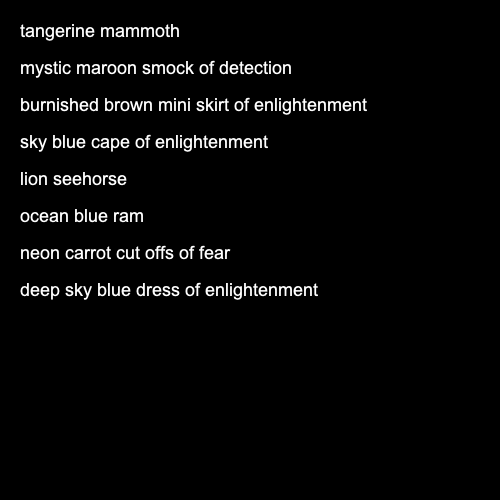 tangerine mammoth
mystic maroon smock of detection
burnished brown mini skirt of enlightenment
sky blue cape of enlightenment
lion seehorse
ocean blue ram
neon carrot cut offs of fear
deep sky blue dress of enlightenment